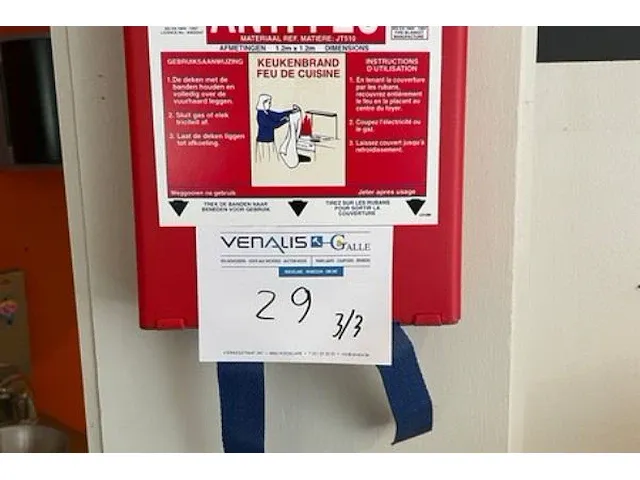 MATERIAAL REF. MATIERE: JT510
AFMETINGEN 1.2m x 1.2m DIMENSIONS
GEBRUIKSAANWIJZING
1. De deken met de
banden houden en
volledig over de
vuurhaard leggen.
2. Sluit gas of elek
triciteit af.
3. Laat de deken liggen
tot afkoeling.
Weggooien na gebruik
KEUKENBRAND
FEU DE CUISINE
INSTRUCTIONS
D'UTILISATION
1. En tenant la couverture
par les rubans,
recouvrez entièrement
le feu en la placant au
centre du foyer.
2. Coupez l'électricité ou
le gaz.
3. Laissez couvert jusqu'à
refroidissement.
Jeter apres usage
TREK DE BANDEN NAAR
BENEDEN VOOR GEBRUIK
TIREZ SUR LES RUBANS
POUR SORTIR LA
COUVERTURE
VENALIS GALLE
29 3/3